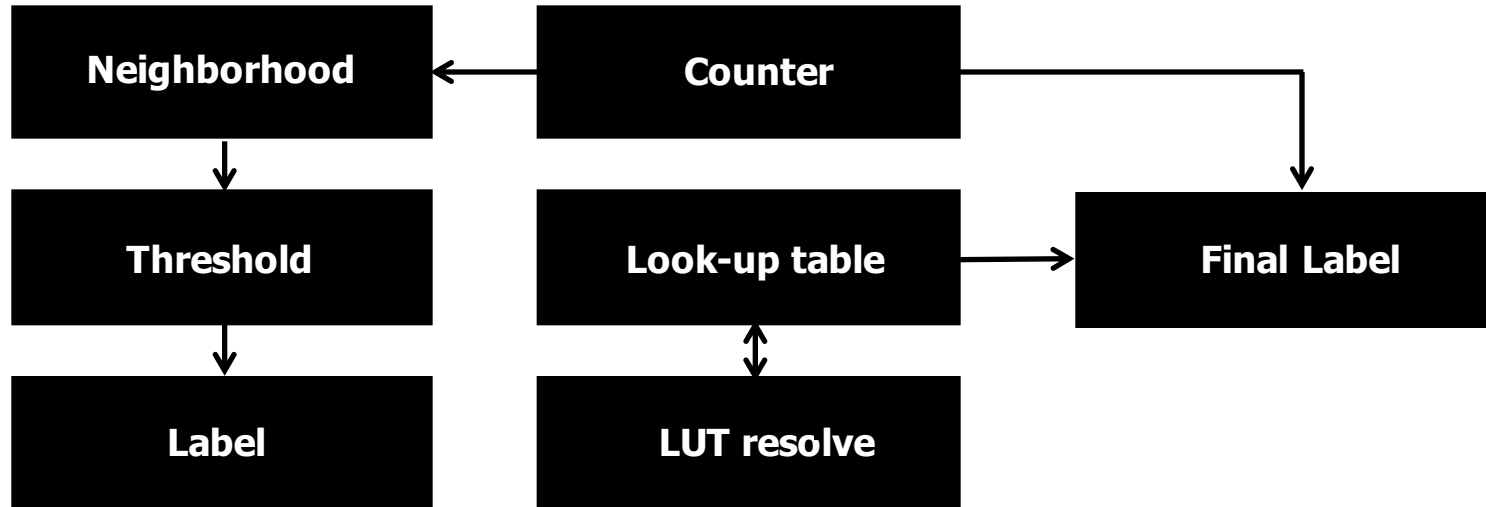 Neighborhood
Counter
Threshold
Look-up table
Final Label
Label
LUT resolve